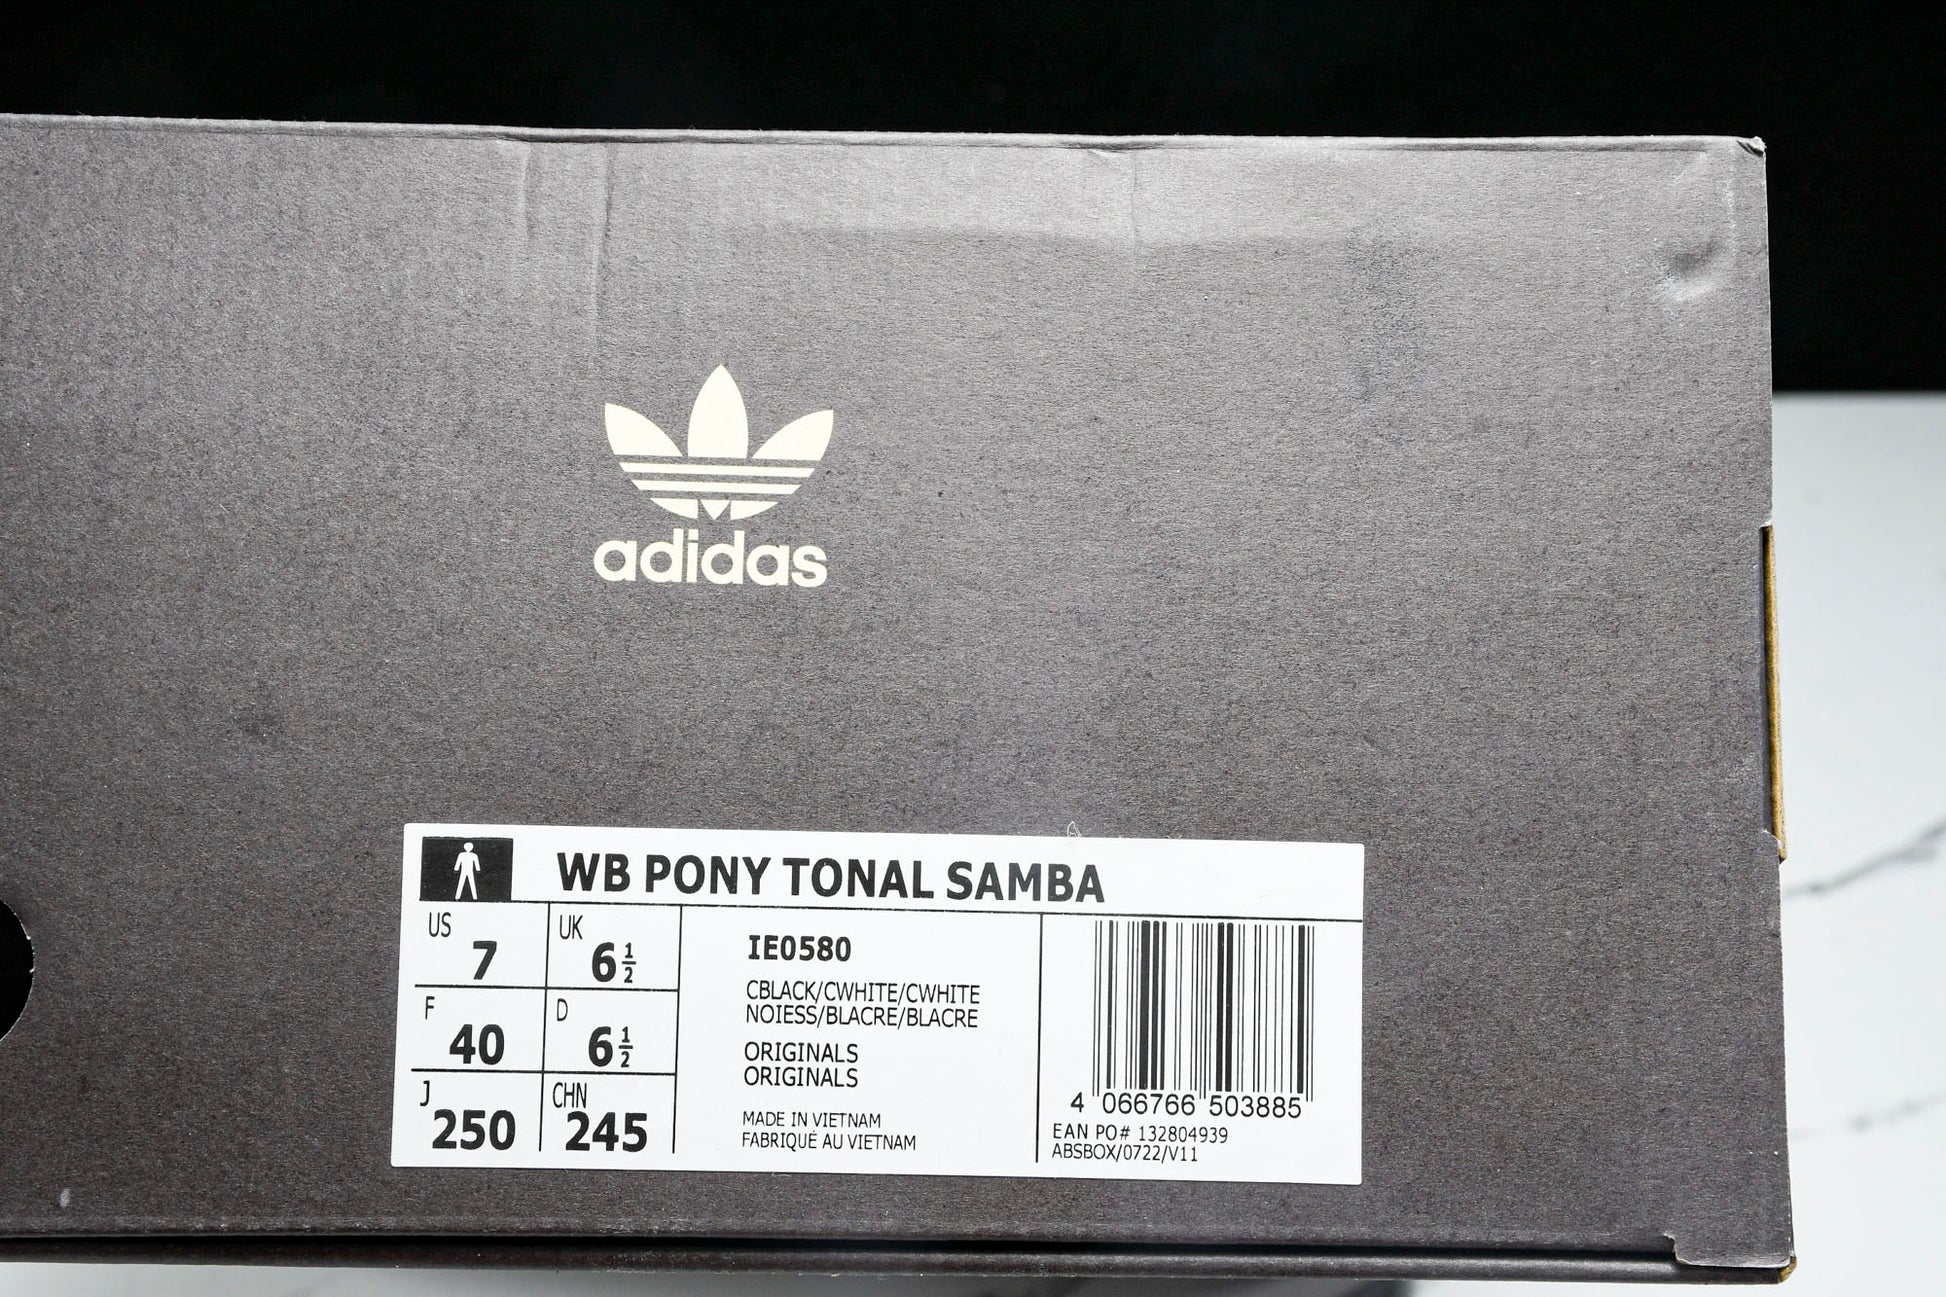 adidas
WB PONY TONAL SAMBA
US 7
UK 6 1/2
F 40
D 6 1/2
J 250
CHN 245
IE0580
CBLACK/CWHITE/CWHITE
NOIESS/BLACRE/BLACRE
ORIGINALS
ORIGINALS
MADE IN VIETNAM
FABRIQUÉ AU VIETNAM
4 066766 503885
EAN PO# 132804939
ABSBOX/0722/V11